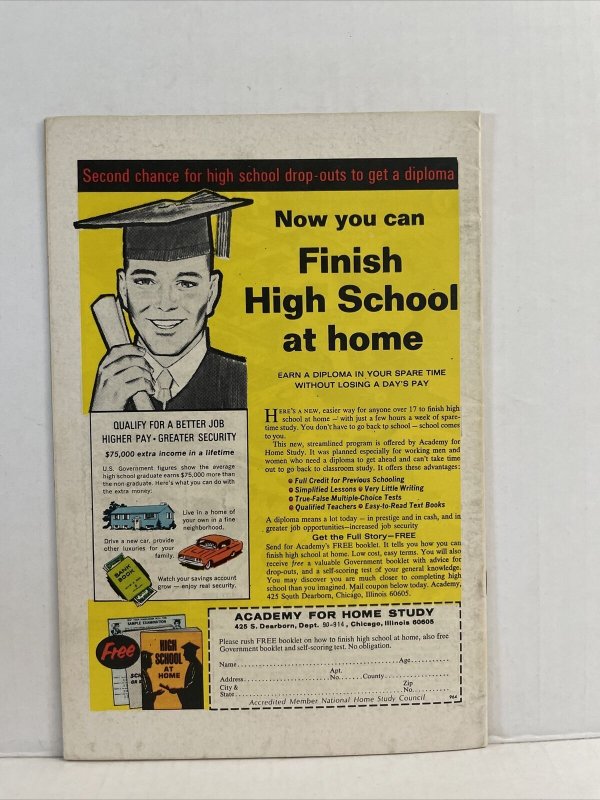 Second chance for high school drop-outs to get a diploma
Now you can
Finish
High School
at home
EARN A DIPLOMA IN YOUR SPARE TIME
WITHOUT LOSING A DAY'S PAY
QUALIFY FOR A BETTER JOB
HIGHER PAY · GREATER SECURITY
$75,000 extra income in a lifetime
U.S. Government figures show the average
high school graduate earns $75,000 more than
the non-graduate. Here's what you can do with
the extra money:
Live in a home of
your own in a fine
neighborhood.
Drive a new car, provide
other luxuries for your
family.
BANK
BOOK
Watch your savings account
grow — enjoy real security.
HERE'S A NEW, easier way for anyone over 17 to finish high
school at home — with just a few hours a week of spare-
time study. You don't have to go back to school — school comes
to you.
This new, streamlined program is offered by Academy for
Home Study. It was planned especially for working men and
women who need a diploma to get ahead and can't take time
out to go back to classroom study. It offers these advantages:
• Full Credit for Previous Schooling
• Simplified Lessons • Very Little Writing
• True-False Multiple-Choice Tests
• Qualified Teachers • Easy-to-Read Text Books
A diploma means a lot today — in prestige and in cash, and in
greater job opportunities—increased job security
Get the Full Story—FREE
Send for Academy's FREE booklet. It tells you how you can
finish high school at home. Low cost, easy terms. You will also
receive free a valuable Government booklet with advice for
drop-outs, and a self-scoring test of your general knowledge.
You may discover you are much closer to completing high
school than you imagined. Mail coupon below today. Academy,
425 South Dearborn, Chicago, Illinois 60605.
SAMPLE EXAMINATION
Free
HIGH
SCHOOL
AT
HOME
ACADEMY FOR HOME STUDY
425 S. Dearborn, Dept. 90-914, Chicago, Illinois 60605
Please rush FREE booklet on how to finish high school at home, also free
Government booklet and self-scoring test. No obligation.
Name Age
Apt.
Address No. County
City & Zip
State No.
Accredited Member National Home Study Council